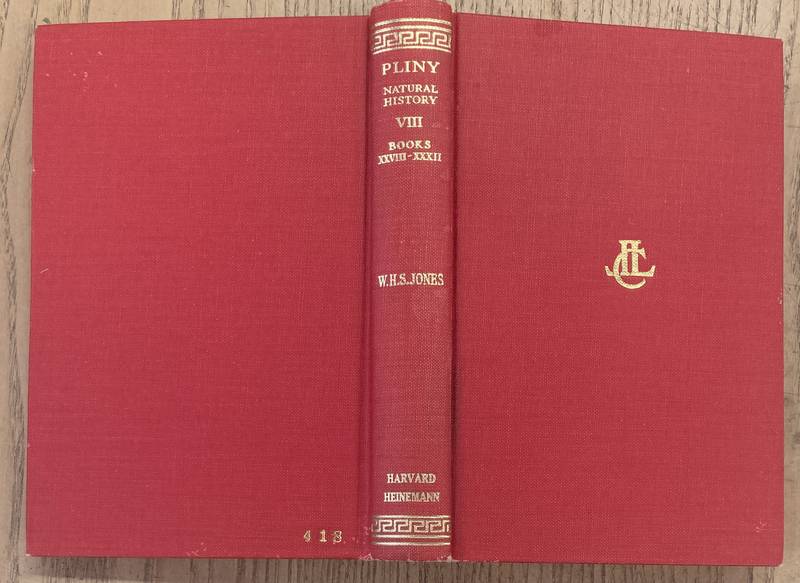 PLINY
NATURAL
HISTORY
VIII
BOOKS
XXVIII-XXXII
W.H.S. JONES
HARVARD
HEINEMANN
418
LCL